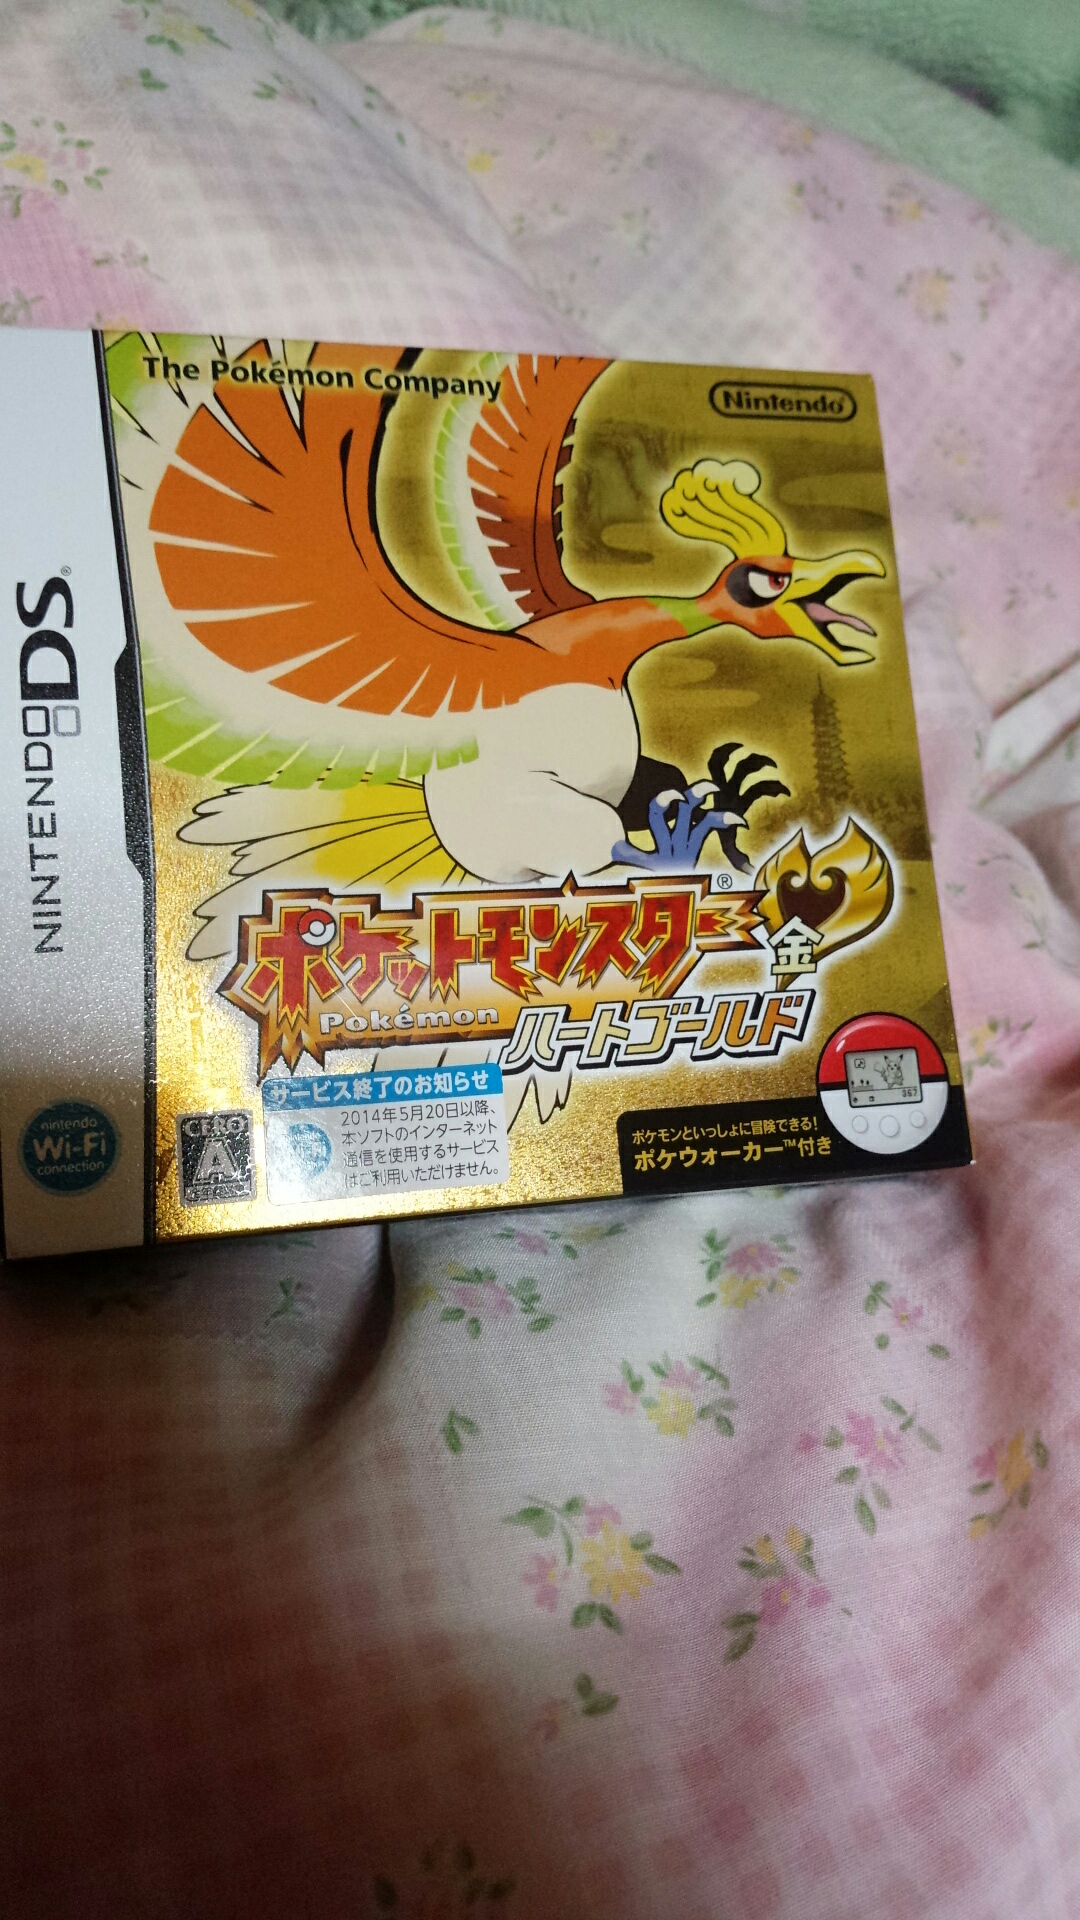 The Pokémon Company
Nintendo®
NINTENDO DS®
ポケットモンスター®
金
Pokémon
ハートゴールド
サービス終了のお知らせ
2014年5月20日以降、
本ソフトのインターネット
通信を使用するサービス
はご利用いただけません。
ポケモンといっしょに冒険できる!
ポケウォーカー™付き
CERO
A
nintendo
Wi-Fi
connection
367